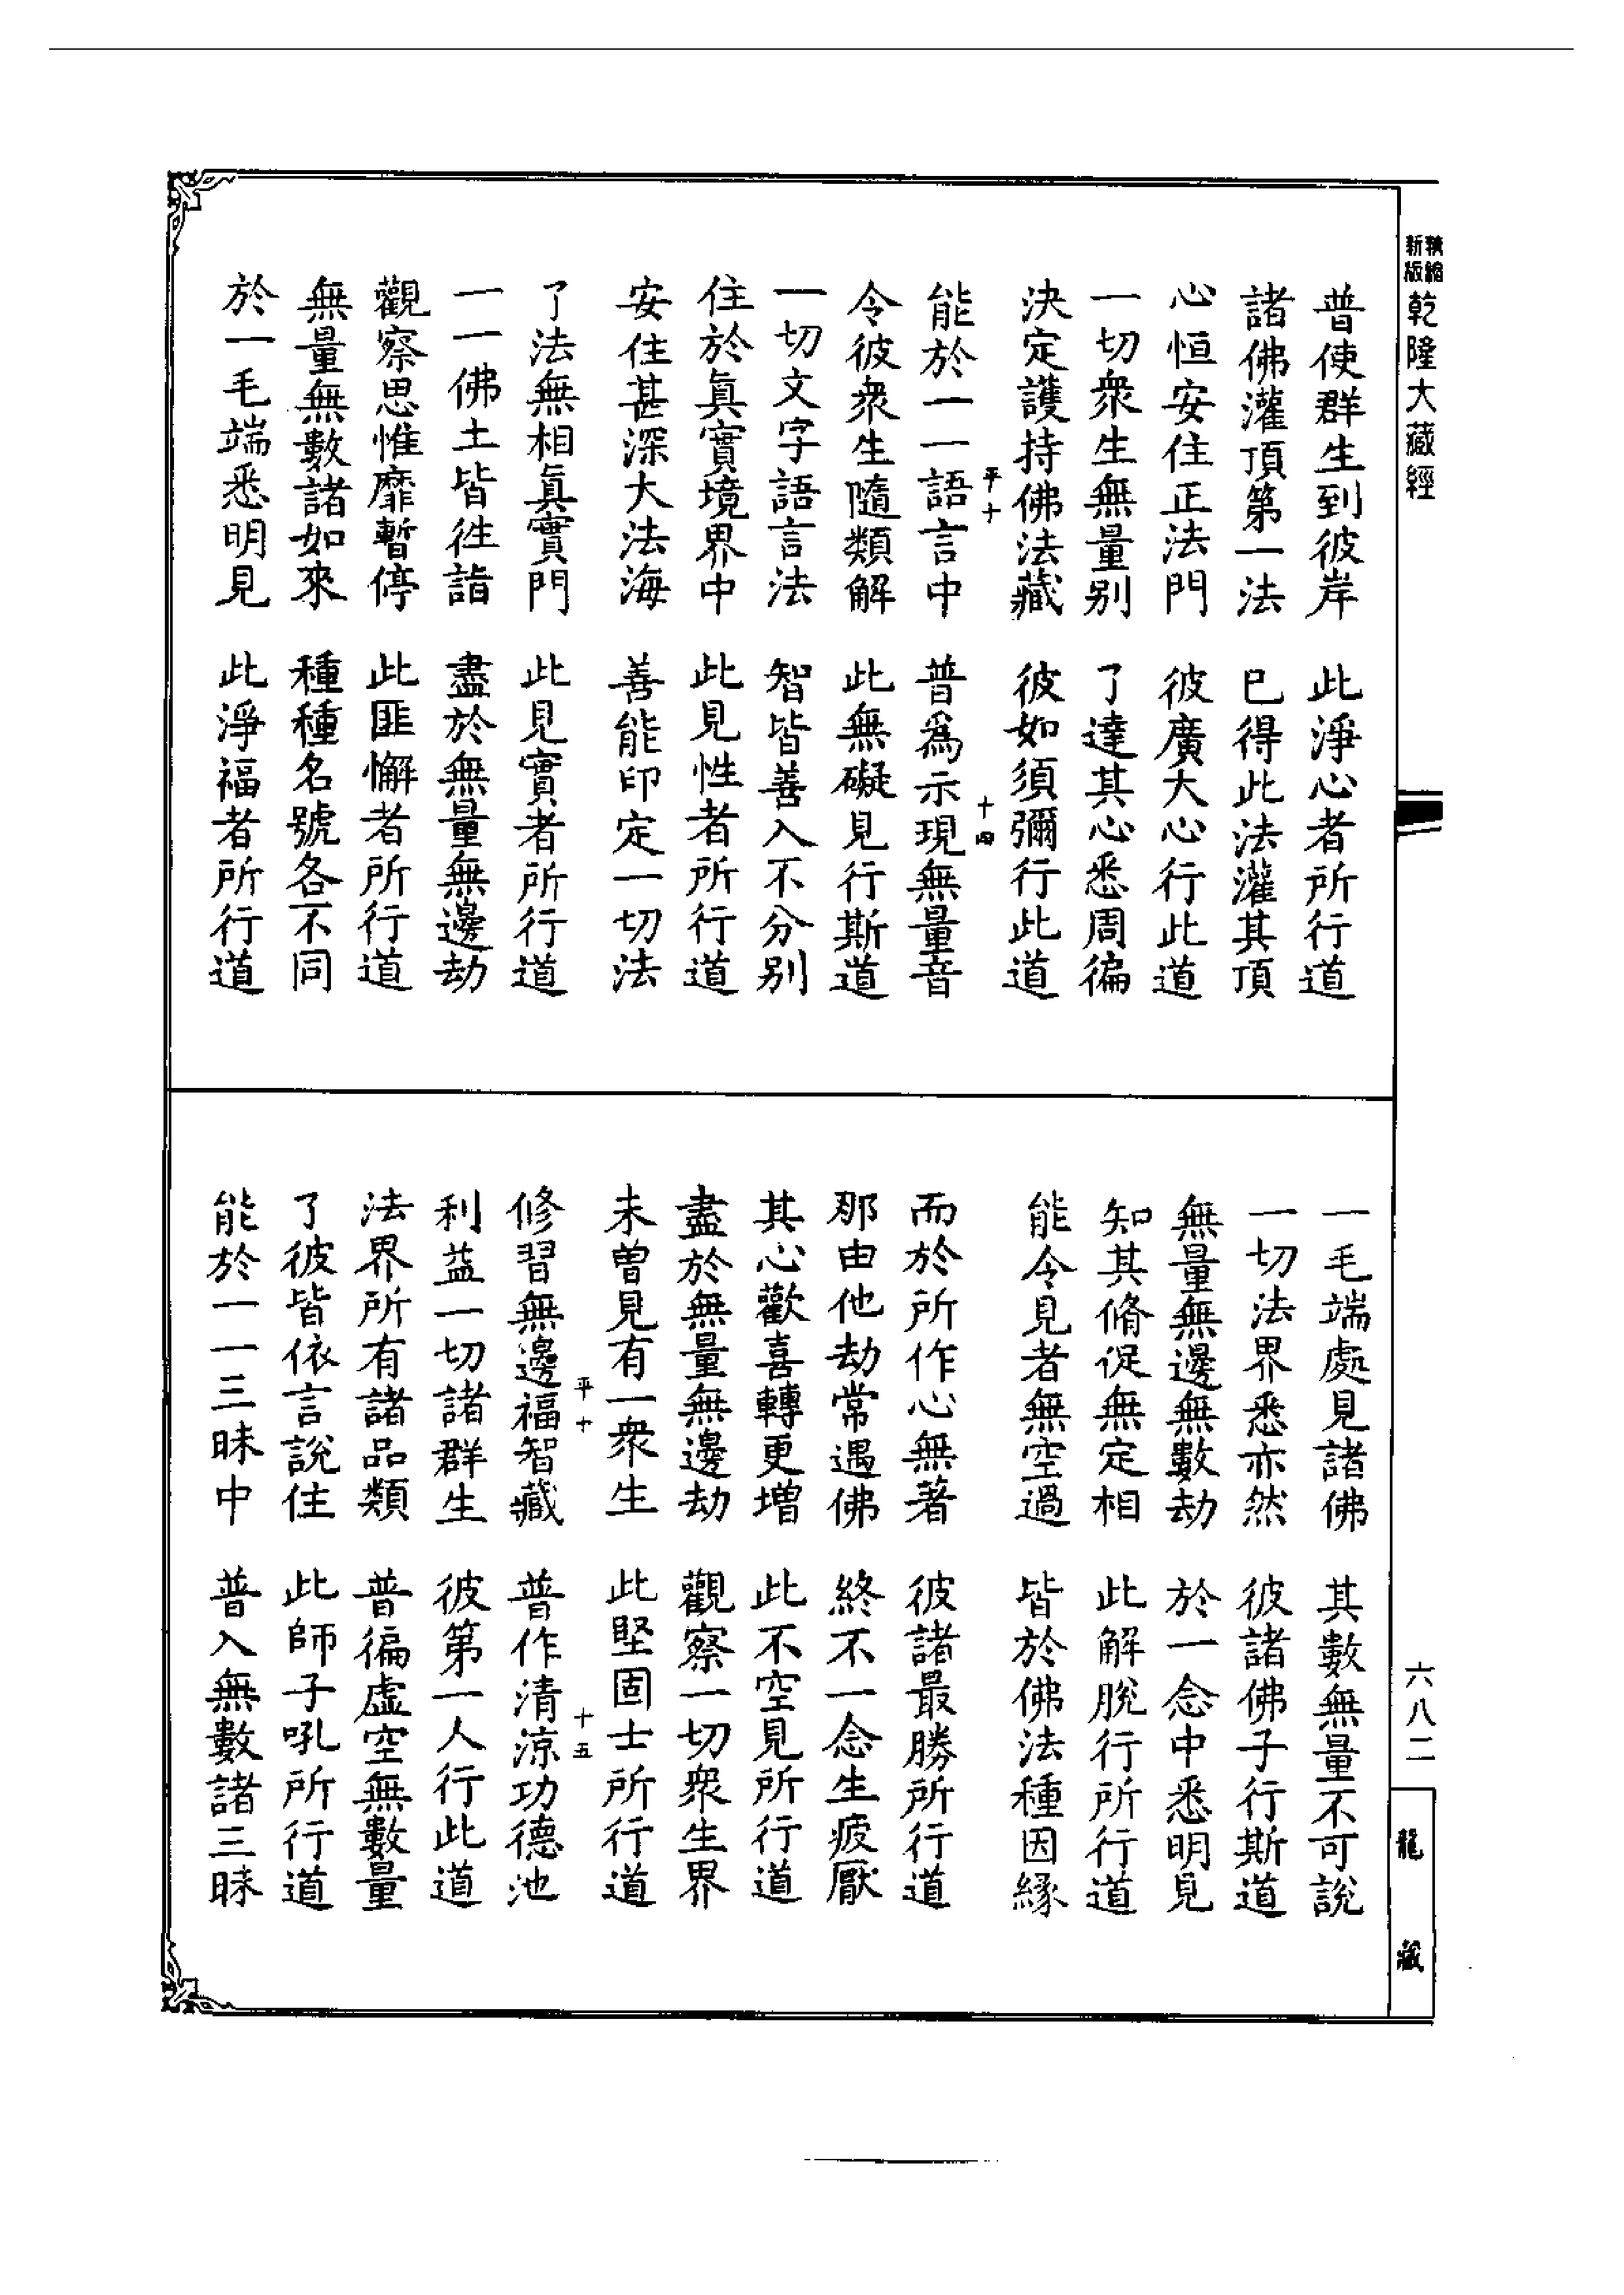 新版精縮乾隆大藏經
普使群生到彼岸　此淨心者所行道
諸佛灌頂第一法　已得此法灌其頂
心恒安住正法門　彼廣大心行此道
一切衆生無量别　了達其心悉周徧
決定護持佛法藏　彼如須彌行此道
平十　十四
能於一一語言中　普爲示現無量音
令彼衆生隨類解　此無礙見行斯道
一切文字語言法　智皆善入不分别
住於眞實境界中　此見性者所行道
安住甚深大法海　善能印定一切法
了法無相眞實門　此見實者所行道
一一佛土皆往詣　盡於無量無邊劫
觀察思惟靡暫停　此匪懈者所行道
無量無數諸如來　種種名號各不同
於一毛端悉明見　此淨福者所行道
一毛端處見諸佛　其數無量不可說
一切法界悉亦然　彼諸佛子行斯道
無量無邊無數劫　於一念中悉明見
知其脩促無定相　此解脫行所行道
能令見者無空過　皆於佛法種因緣
而於所作心無著　彼諸最勝所行道
那由他劫常遇佛　終不一念生疲厭
其心歡喜轉更增　此不空見所行道
盡於無量無邊劫　觀察一切衆生界
未曾見有一衆生　此堅固士所行道
平十　十五
修習無邊福智藏　普作清涼功德池
利益一切諸群生　彼第一人行此道
法界所有諸品類　普徧虛空無數量
了彼皆依言說住　此師子吼所行道
能於一一三昧中　普入無數諸三昧
六八二
龍藏